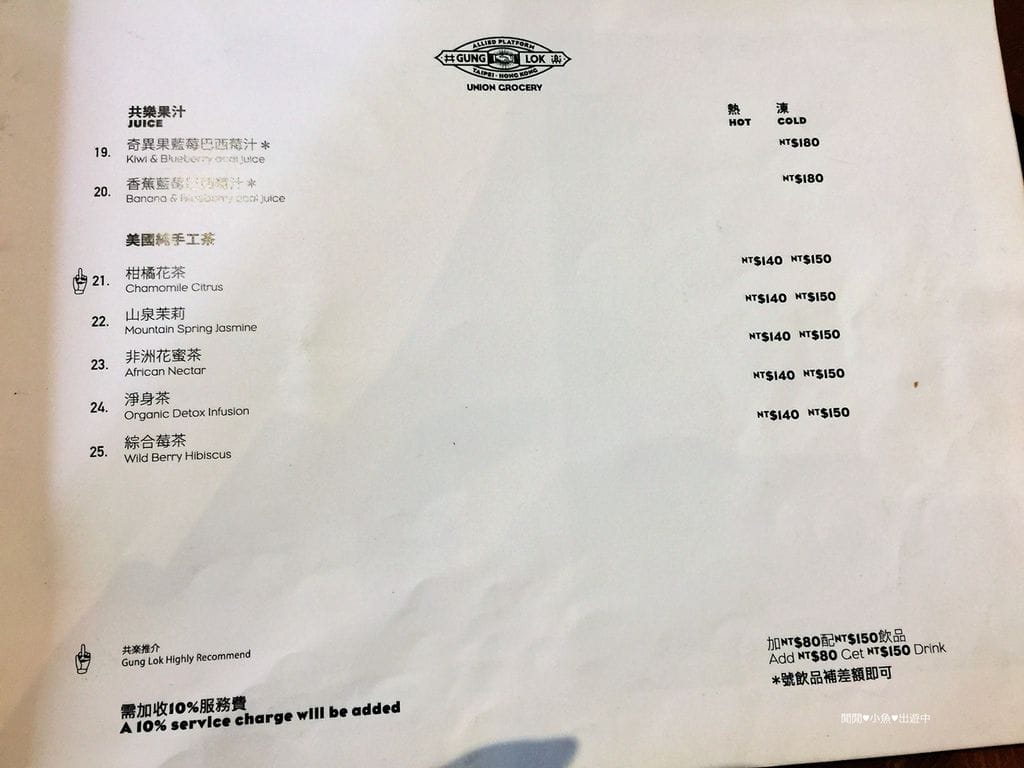 ALLIED PLATFORM
共 GUNG LOK 楽
TAIPEI · HONG KONG
UNION GROCERY
共樂果汁
JUICE
熱 凍
HOT COLD
19. 奇異果藍莓巴西莓汁* NT$180
Kiwi & Blueberry acai juice
20. 香蕉藍莓巴西莓汁* NT$180
Banana & Blueberry acai juice
美國純手工茶
21. 柑橘花茶 NT$140 NT$150
Chamomile Citrus
22. 山泉茉莉 NT$140 NT$150
Mountain Spring Jasmine
23. 非洲花蜜茶 NT$140 NT$150
African Nectar
24. 淨身茶 NT$140 NT$150
Organic Detox Infusion
25. 綜合莓茶 NT$140 NT$150
Wild Berry Hibiscus
共楽推介
Gung Lok Highly Recommend
需加收10%服務費
A 10% service charge will be added
加NT$80配NT$150飲品
Add NT$80 Get NT$150 Drink
*號飲品補差額即可
閒閒♥小魚♥出遊中